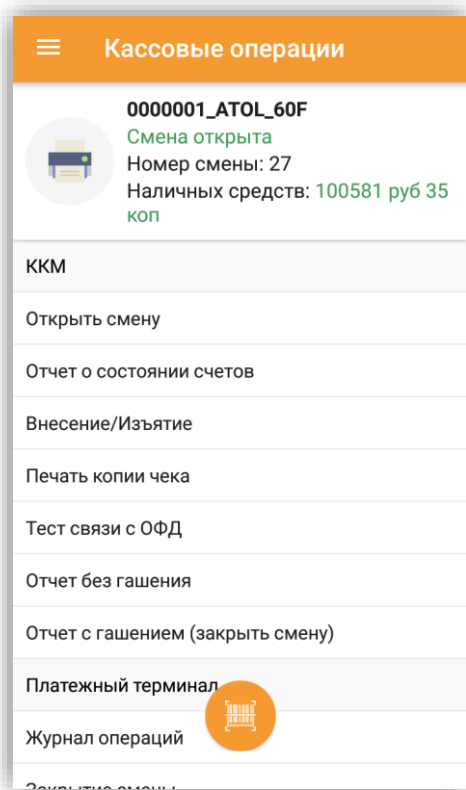 Кассовые операции
0000001_ATOL_60F
Смена открыта
Номер смены: 27
Наличных средств: 100581 руб 35
коп
ККМ
Открыть смену
Отчет о состоянии счетов
Внесение/Изъятие
Печать копии чека
Тест связи с ОФД
Отчет без гашения
Отчет с гашением (закрыть смену)
Платежный терминал
Журнал операций
Закрытие смены